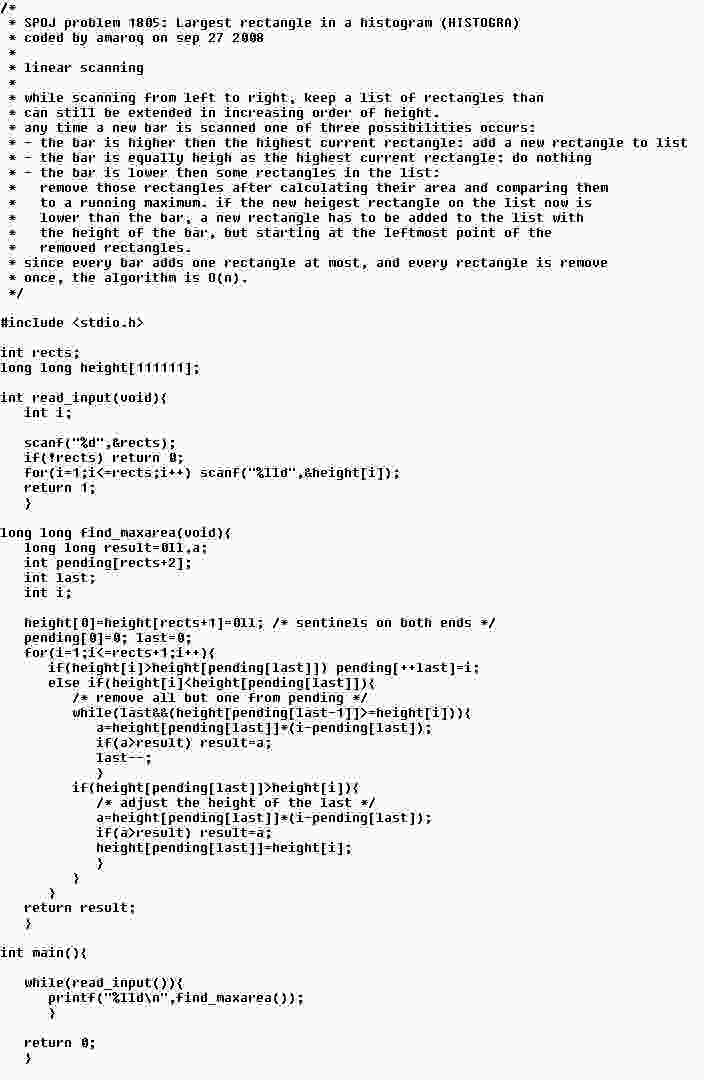 /*
 * SPOJ problem 1805: Largest rectangle in a histogram (HISTOGRA)
 * coded by amaroq on sep 27 2008
 *
 * linear scanning
 *
 * while scanning from left to right, keep a list of rectangles than
 * can still be extended in increasing order of height.
 * any time a new bar is scanned one of three possibilities occurs:
 * - the bar is higher then the highest current rectangle: add a new rectangle to list
 * - the bar is equally heigh as the highest current rectangle: do nothing
 * - the bar is lower then some rectangles in the list:
 *   remove those rectangles after calculating their area and comparing them
 *   to a running maximum. if the new heigest rectangle on the list now is
 *   lower than the bar, a new rectangle has to be added to the list with
 *   the height of the bar, but starting at the leftmost point of the
 *   removed rectangles.
 * since every bar adds one rectangle at most, and every rectangle is remove
 * once, the algorithm is O(n).
 */

#include <stdio.h>

int rects;
long long height[111111];

int read_input(void){
   int i;

   scanf("%d",&rects);
   if(!rects) return 0;
   for(i=1;i<=rects;i++) scanf("%lld",&height[i]);
   return 1;
   }

long long find_maxarea(void){
   long long result=0ll,a;
   int pending[rects+2];
   int last;
   int i;

   height[0]=height[rects+1]=0ll; /* sentinels on both ends */
   pending[0]=0; last=0;
   for(i=1;i<=rects+1;i++){
      if(height[i]>height[pending[last]]) pending[++last]=i;
      else if(height[i]<height[pending[last]]){
         /* remove all but one from pending */
         while(last&&(height[pending[last-1]]>=height[i])){
            a=height[pending[last]]*(i-pending[last]);
            if(a>result) result=a;
            last--;
            }
         if(height[pending[last]]>height[i]){
            /* adjust the height of the last */
            a=height[pending[last]]*(i-pending[last]);
            if(a>result) result=a;
            height[pending[last]]=height[i];
            }
         }
      }
   return result;
   }

int main(){

   while(read_input()){
      printf("%lld\n",find_maxarea());
      }

   return 0;
   }